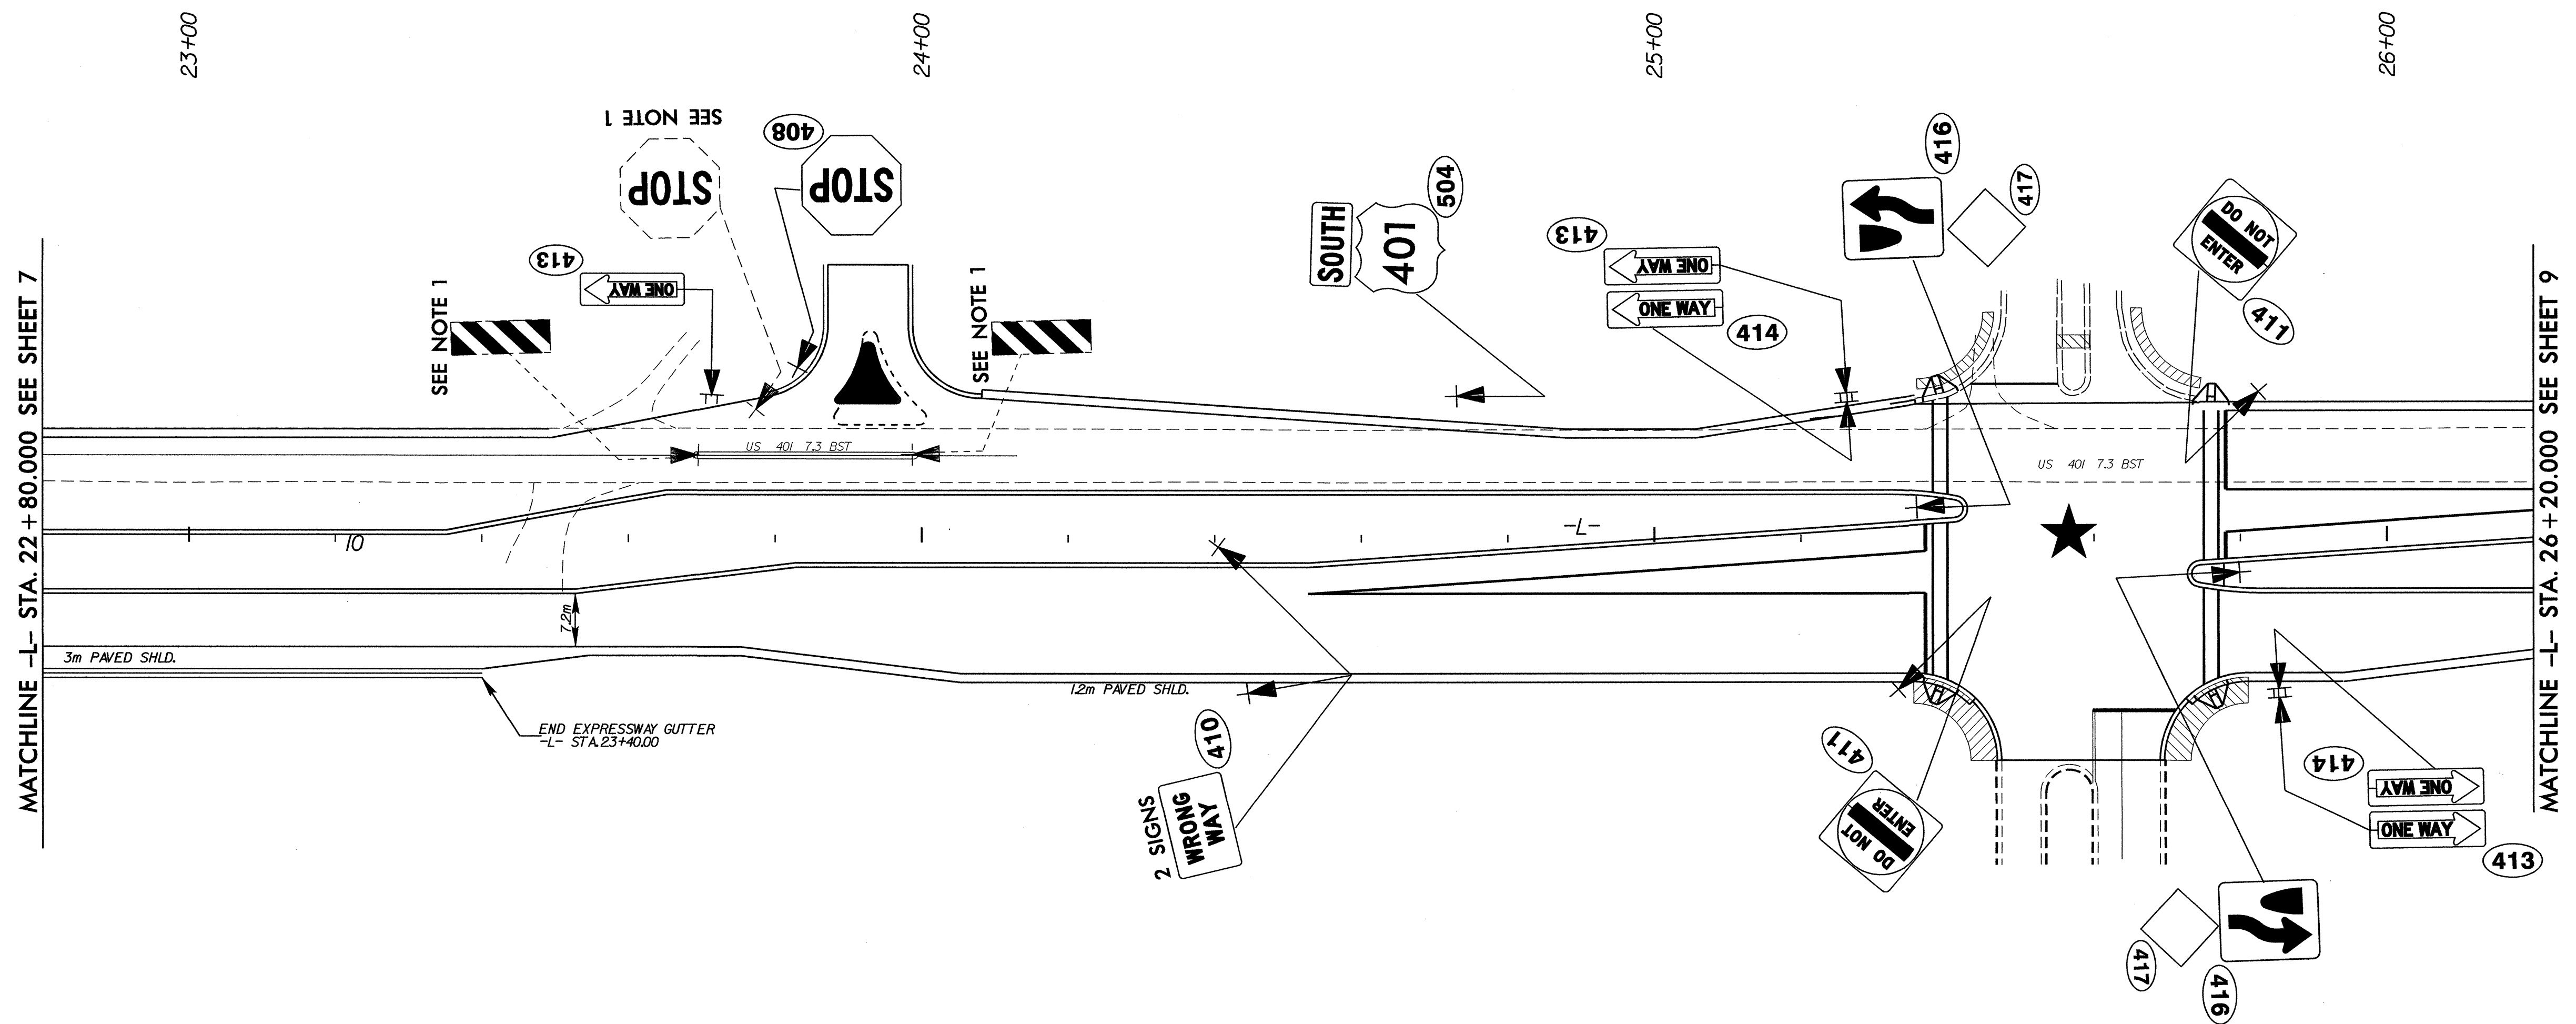 23+00
24+00
25+00
26+00
SEE NOTE 1
408
STOP
STOP
413
ONE WAY
SEE NOTE 1
SEE NOTE 1
504
SOUTH
401
413
ONE WAY
ONE WAY
414
416
417
DO NOT
ENTER
411
MATCHLINE -L- STA. 22+80.000 SEE SHEET 7
MATCHLINE -L- STA. 26+20.000 SEE SHEET 9
US 401 7.3 BST
US 401 7.3 BST
10
-L-
7.2m
3m PAVED SHLD.
1.2m PAVED SHLD.
END EXPRESSWAY GUTTER
-L- STA.23+40.00
410
2 SIGNS
WRONG
WAY
411
DO NOT
ENTER
414
ONE WAY
ONE WAY
413
417
416